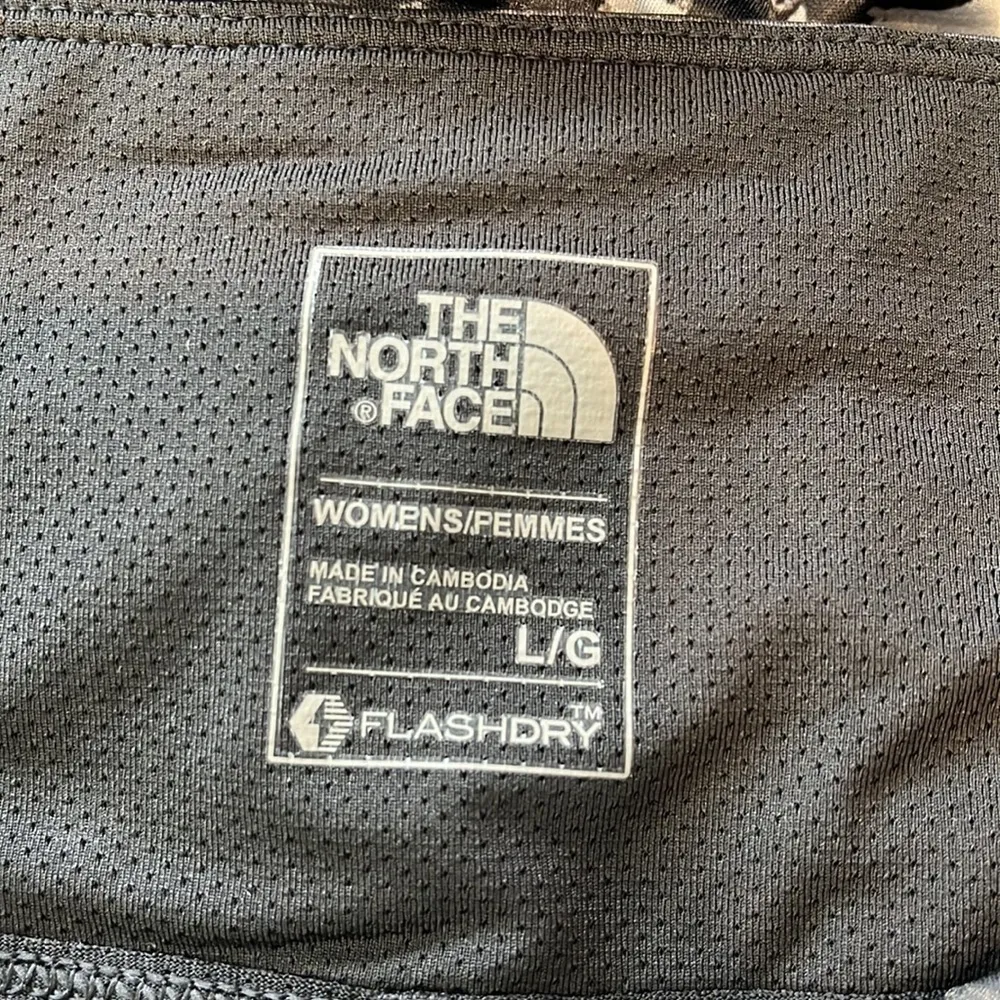 THE
NORTH
®FACE
WOMENS/FEMMES
MADE IN CAMBODIA
FABRIQUÉ AU CAMBODGE
L/G
FLASHDRY™